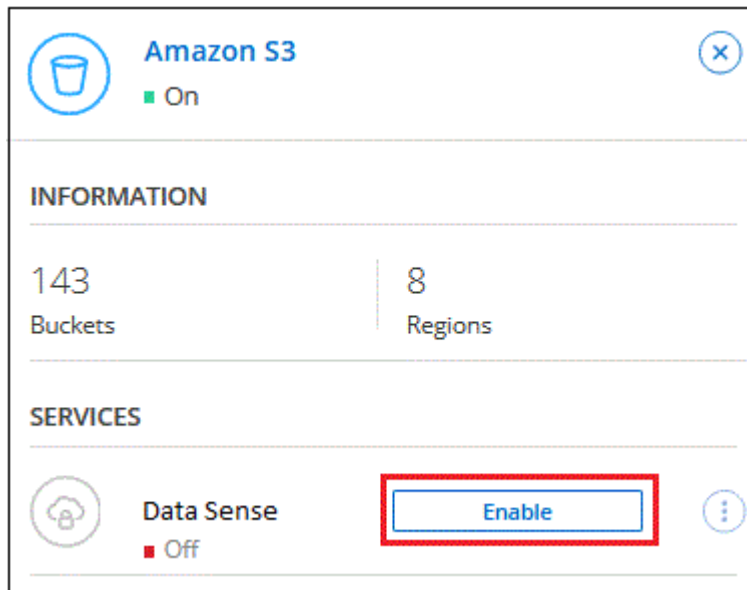 Amazon S3
On
INFORMATION
143
Buckets
8
Regions
SERVICES
Data Sense
Off
Enable